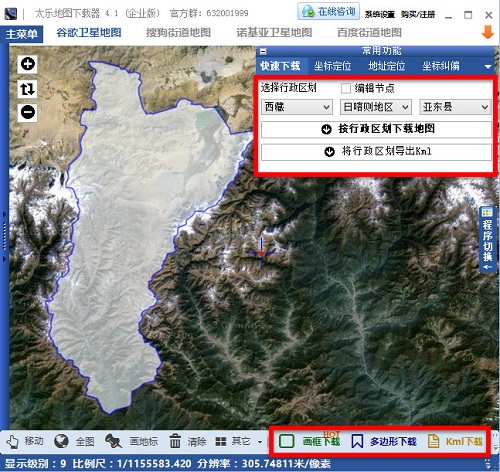 太乐地图下载器 4.1 (企业版) 官方群: 632001999 在线咨询 系统设置 购买/注册
主菜单 谷歌卫星地图 搜狗街道地图 诺基亚卫星地图 百度街道地图
常用功能
快速下载 坐标定位 地址定位 坐标纠偏
选择行政区划 编辑节点
西藏 日喀则地区 亚东县
按行政区划下载地图
将行政区划导出Kml
程序切换
HOT
移动 全图 画地标 清除 其它 画框下载 多边形下载 Kml下载
显示级别: 9 比例尺: 1/1155583.420 分辨率: 305.74811米/像素